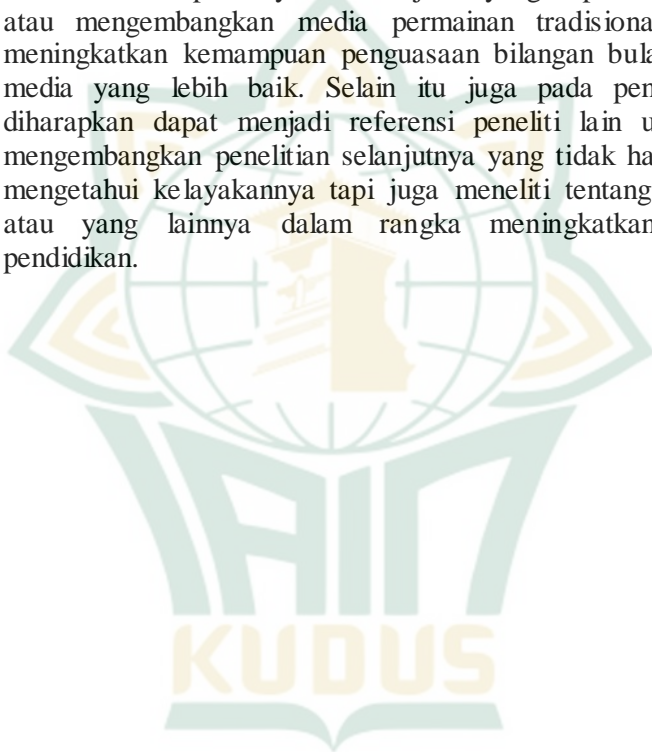 atau mengembangkan media permainan tradisiona
meningkatkan kemampuan penguasaan bilangan bula
media yang lebih baik. Selain itu juga pada pen
diharapkan dapat menjadi referensi peneliti lain u
mengembangkan penelitian selanjutnya yang tidak ha
mengetahui kelayakannya tapi juga meneliti tentang
atau yang lainnya dalam rangka meningkatkan
pendidikan.
IAIN
KUDUS